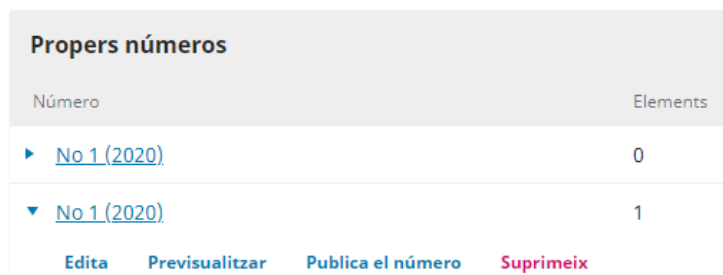 Propers números
Número Elements
No 1 (2020) 0
No 1 (2020) 1
Edita Previsualitzar Publica el número Suprimeix